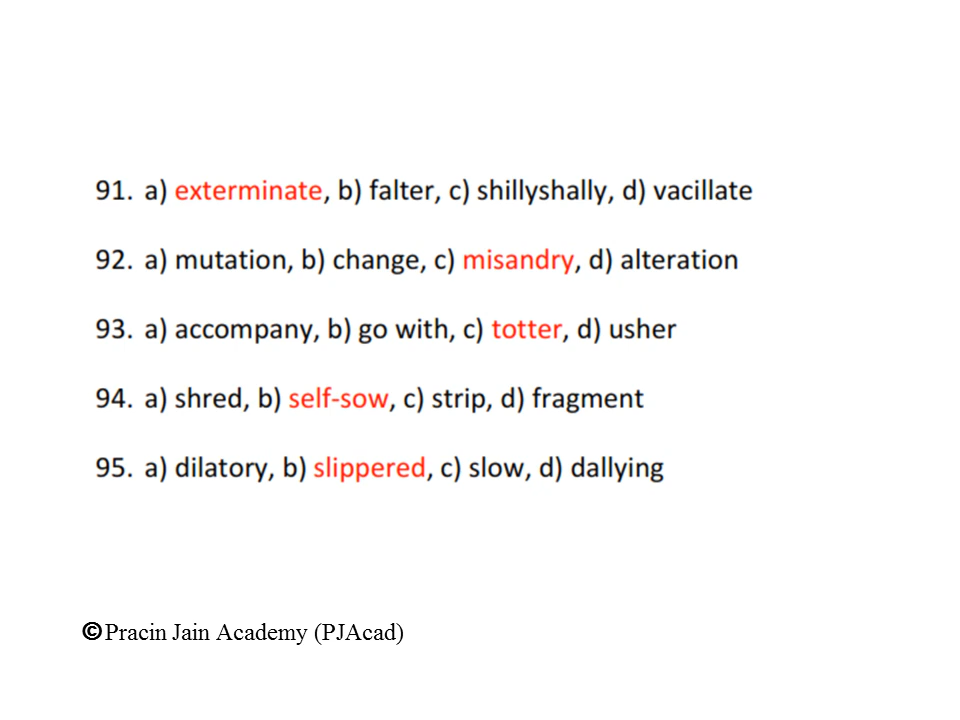 91. a) exterminate, b) falter, c) shillyshally, d) vacillate
92. a) mutation, b) change, c) misandry, d) alteration
93. a) accompany, b) go with, c) totter, d) usher
94. a) shred, b) self-sow, c) strip, d) fragment
95. a) dilatory, b) slippered, c) slow, d) dallying
©Pracin Jain Academy (PJAcad)